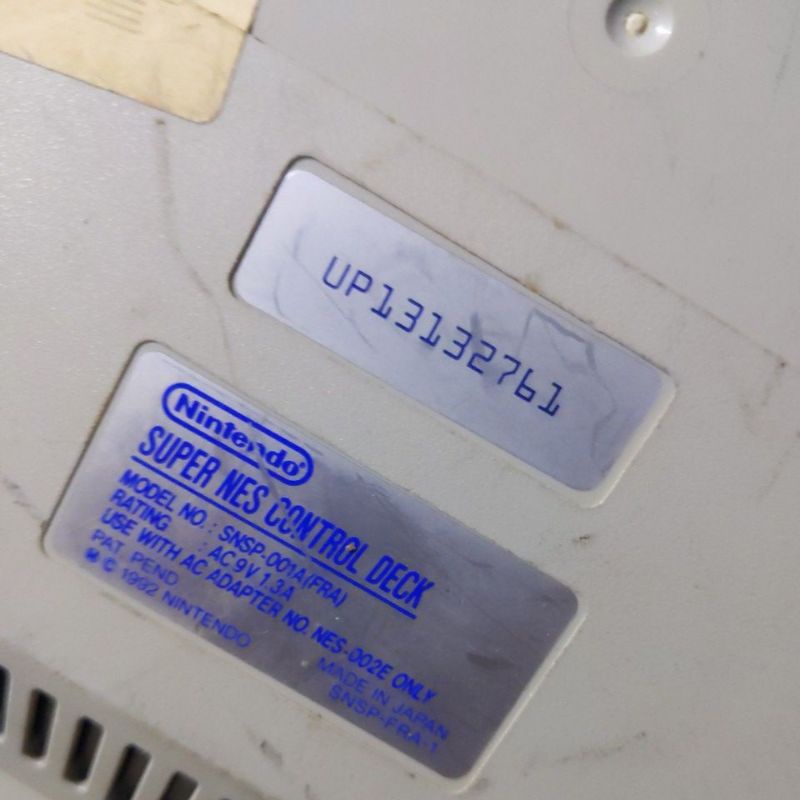 UP13132761
Nintendo®
SUPER NES CONTROL DECK
MODEL NO. : SNSP-001A(FRA)
RATING : AC 9V 1.3A
USE WITH AC ADAPTER NO. NES-002E ONLY
PAT. PEND
© 1992 NINTENDO
MADE IN JAPAN
SNSP-FRA-1